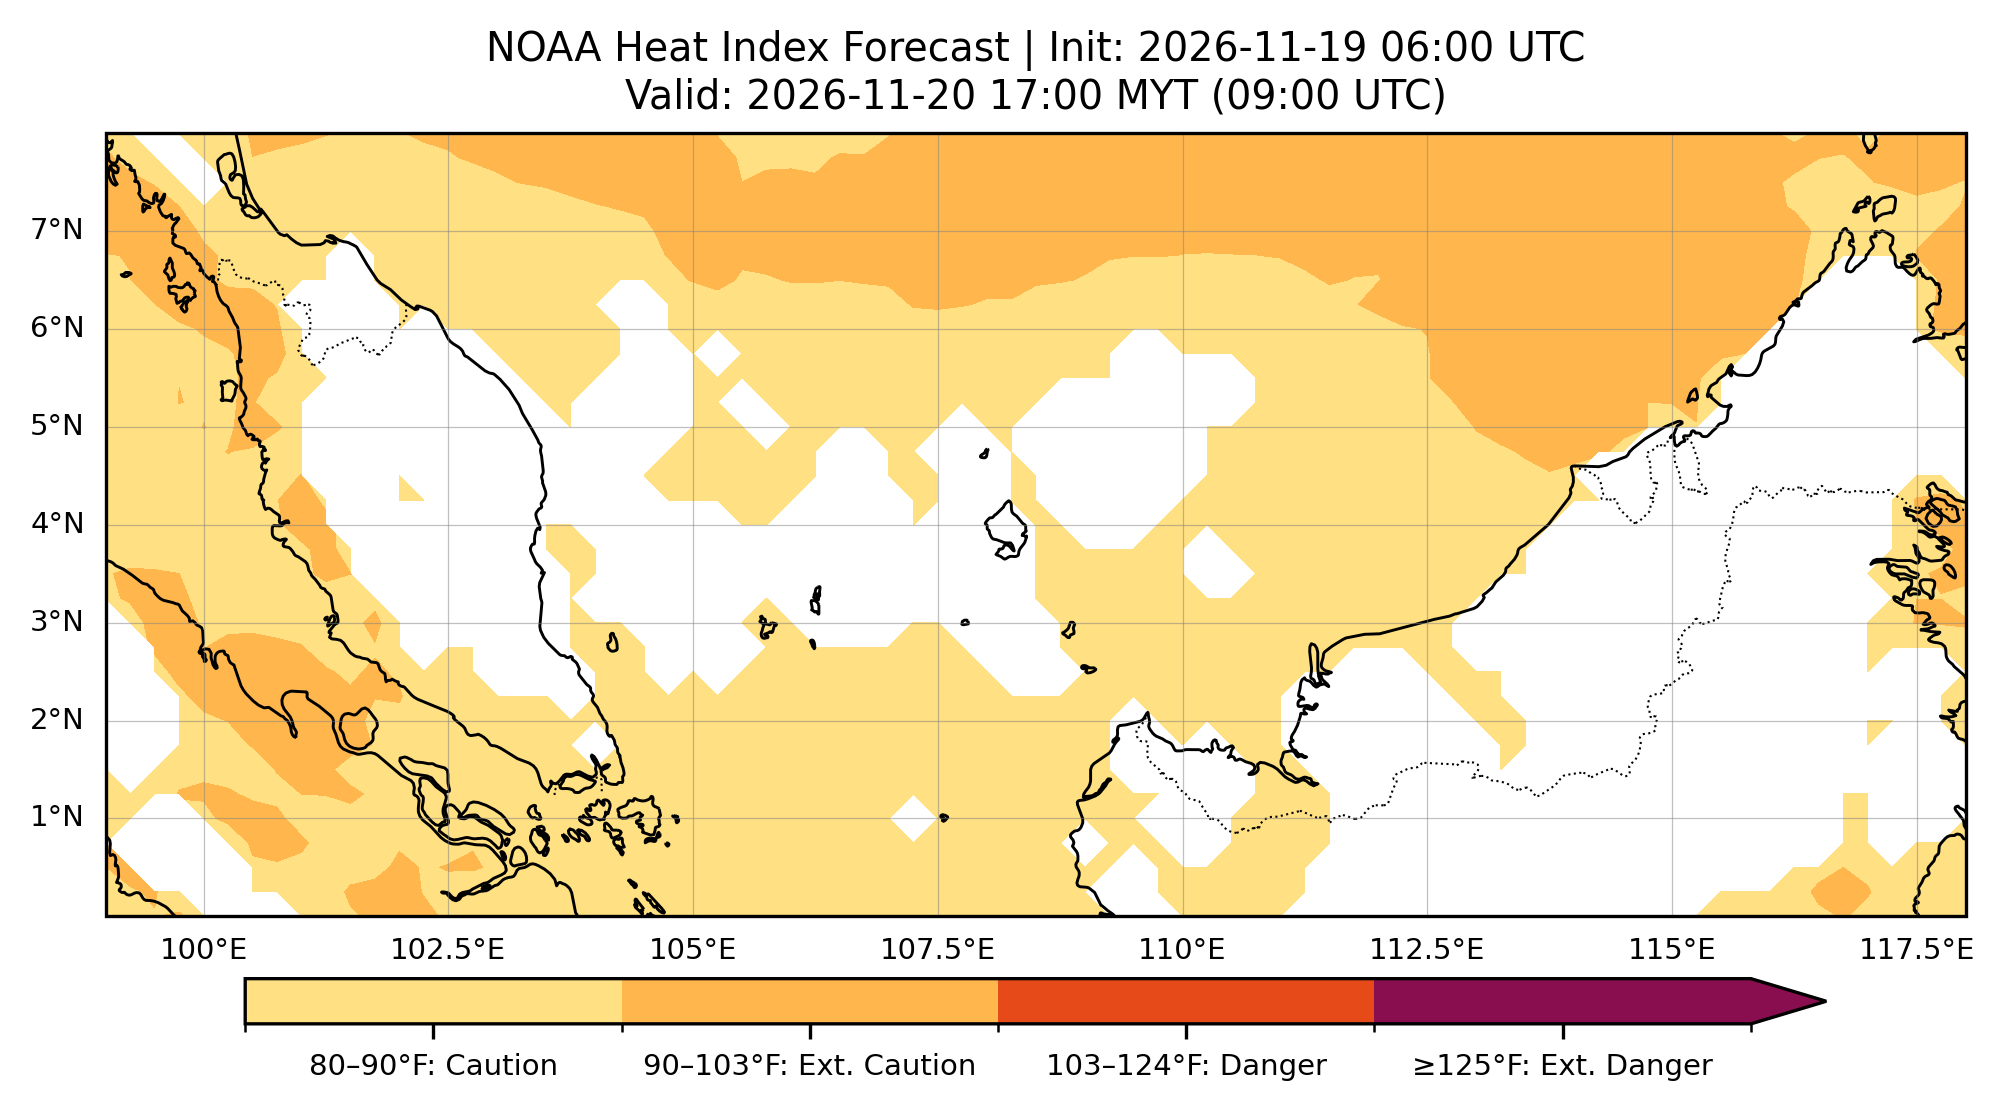 NOAA Heat Index Forecast | Init: 2026-11-19 06:00 UTC
Valid: 2026-11-20 17:00 MYT (09:00 UTC)
7°N
6°N
5°N
4°N
3°N
2°N
1°N
100°E 102.5°E 105°E 107.5°E 110°E 112.5°E 115°E 117.5°E
80–90°F: Caution 90–103°F: Ext. Caution 103–124°F: Danger ≥125°F: Ext. Danger